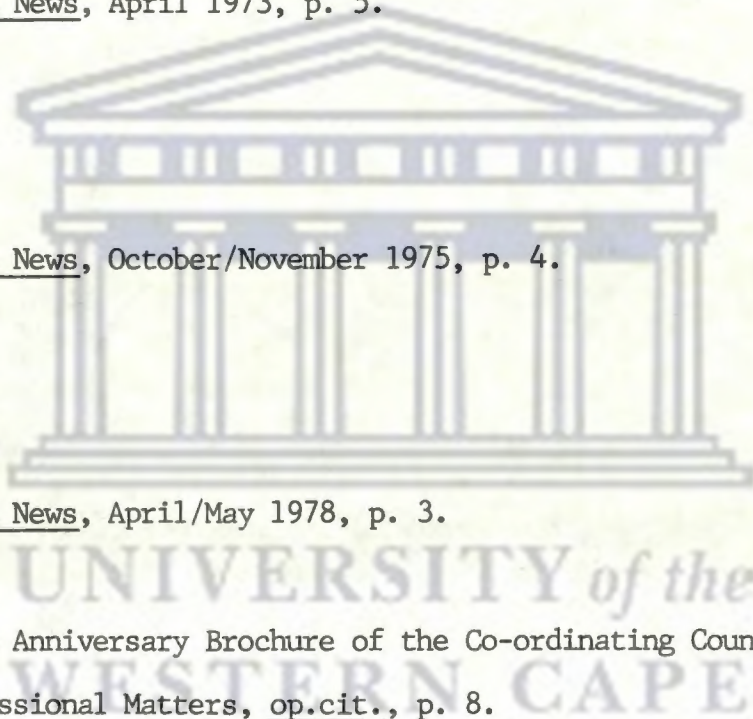 News, April 1973, p. 5.
News, October/November 1975, p. 4.
News, April/May 1978, p. 3.
UNIVERSITY of the
Anniversary Brochure of the Co-ordinating Coun
WESTERN CAPE
ssional Matters, op.cit., p. 8.